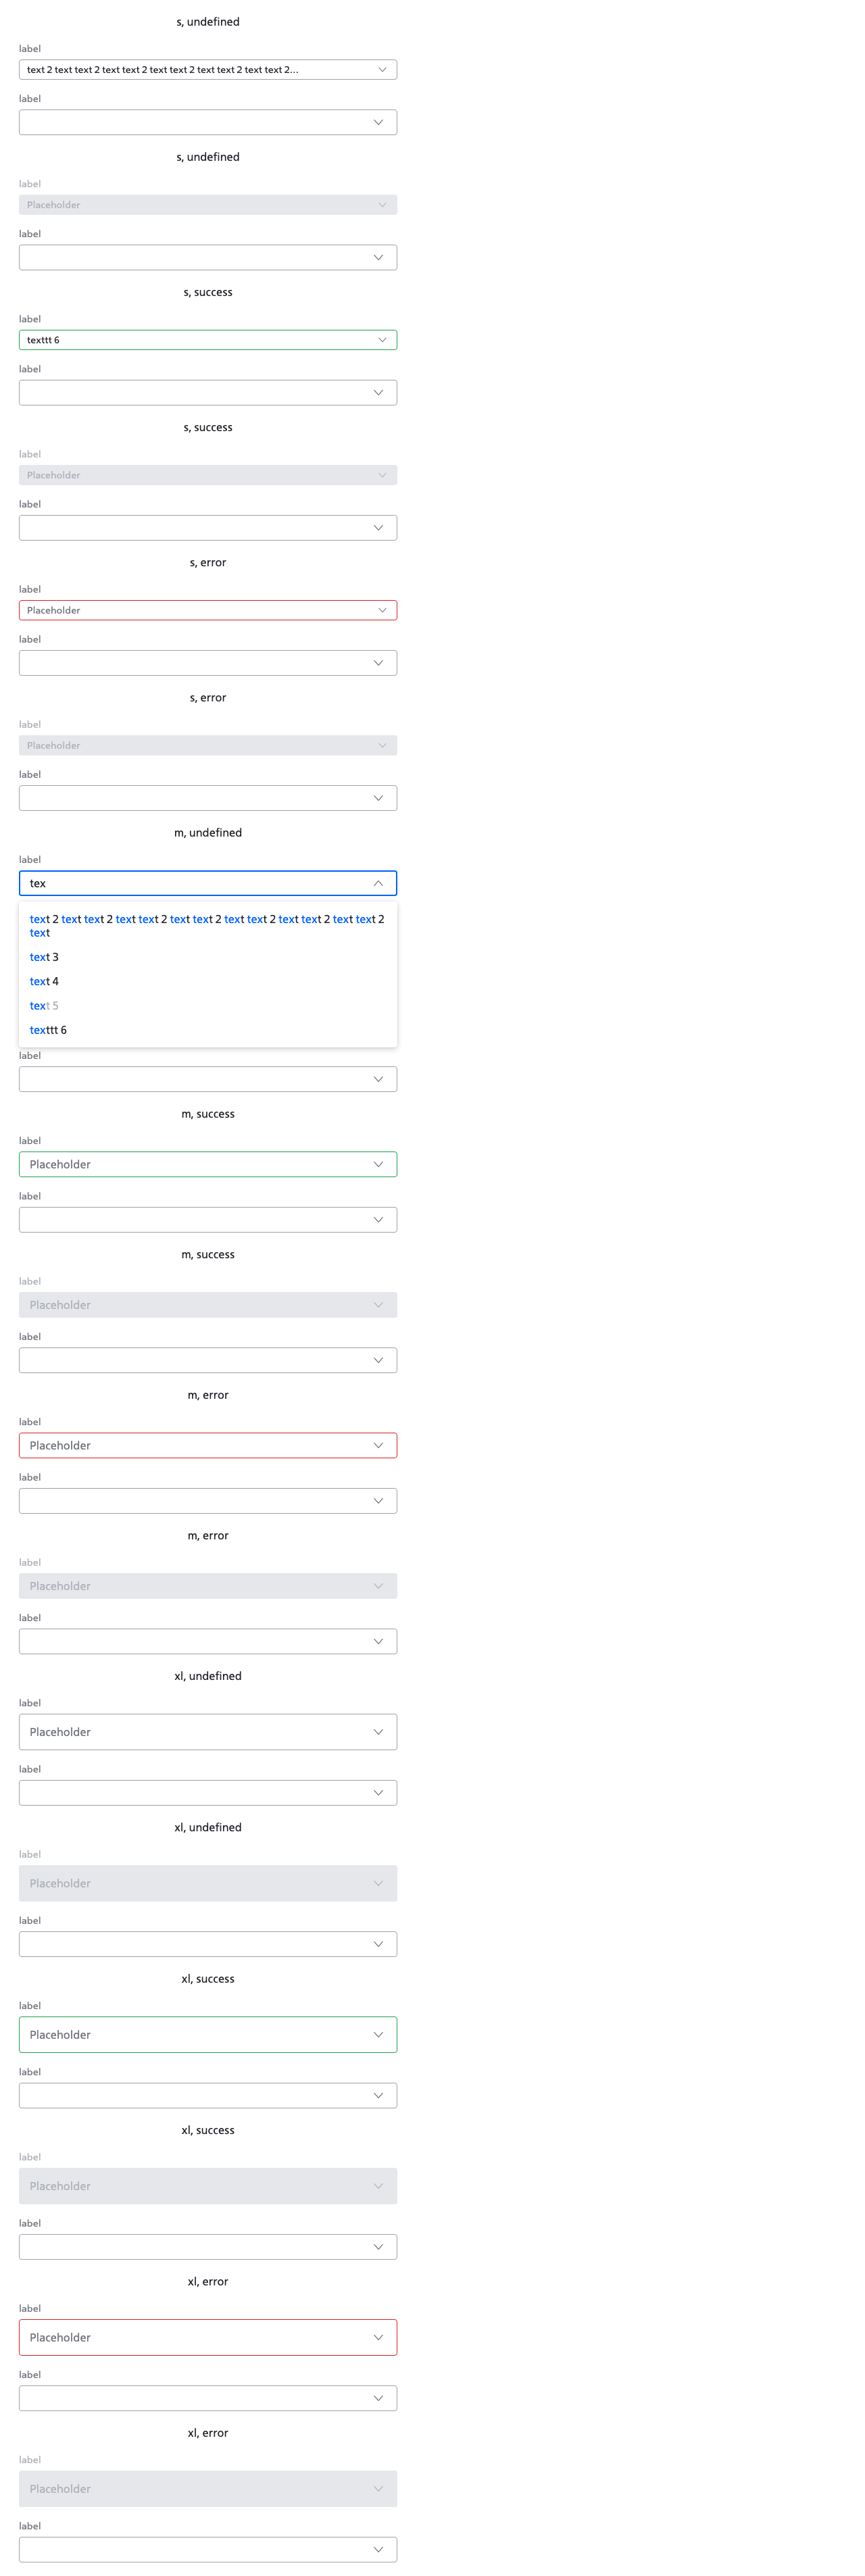 s, undefined
label
text 2 text text 2 text text 2 text text 2 text text 2 text text 2...
label
s, undefined
label
Placeholder
label
s, success
label
texttt 6
label
s, success
label
Placeholder
label
s, error
label
Placeholder
label
s, error
label
Placeholder
label
m, undefined
label
tex
text 2 text text 2 text text 2 text text 2 text text 2 text text 2 text text 2
text
text 3
text 4
text 5
texttt 6
label
m, success
label
Placeholder
label
m, success
label
Placeholder
label
m, error
label
Placeholder
label
m, error
label
Placeholder
label
xl, undefined
label
Placeholder
label
xl, undefined
label
Placeholder
label
xl, success
label
Placeholder
label
xl, success
label
Placeholder
label
xl, error
label
Placeholder
label
xl, error
label
Placeholder
label